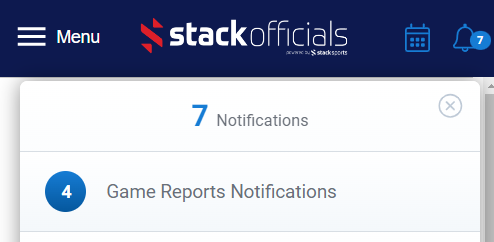 Menu
stackofficials
powered by stacksports
7
7 Notifications
4 Game Reports Notifications